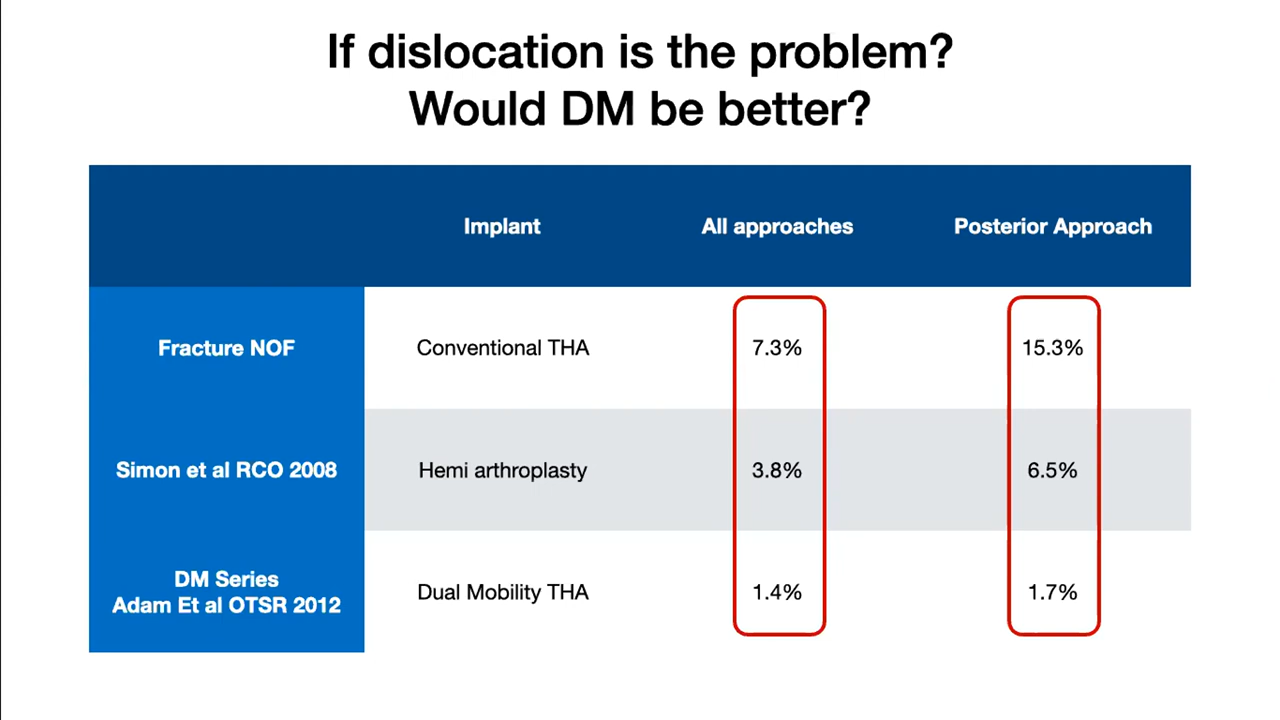 If dislocation is the problem?
Would DM be better?
Implant All approaches Posterior Approach
Fracture NOF Conventional THA 7.3% 15.3%
Simon et al RCO 2008 Hemi arthroplasty 3.8% 6.5%
DM Series
Adam Et al OTSR 2012 Dual Mobility THA 1.4% 1.7%